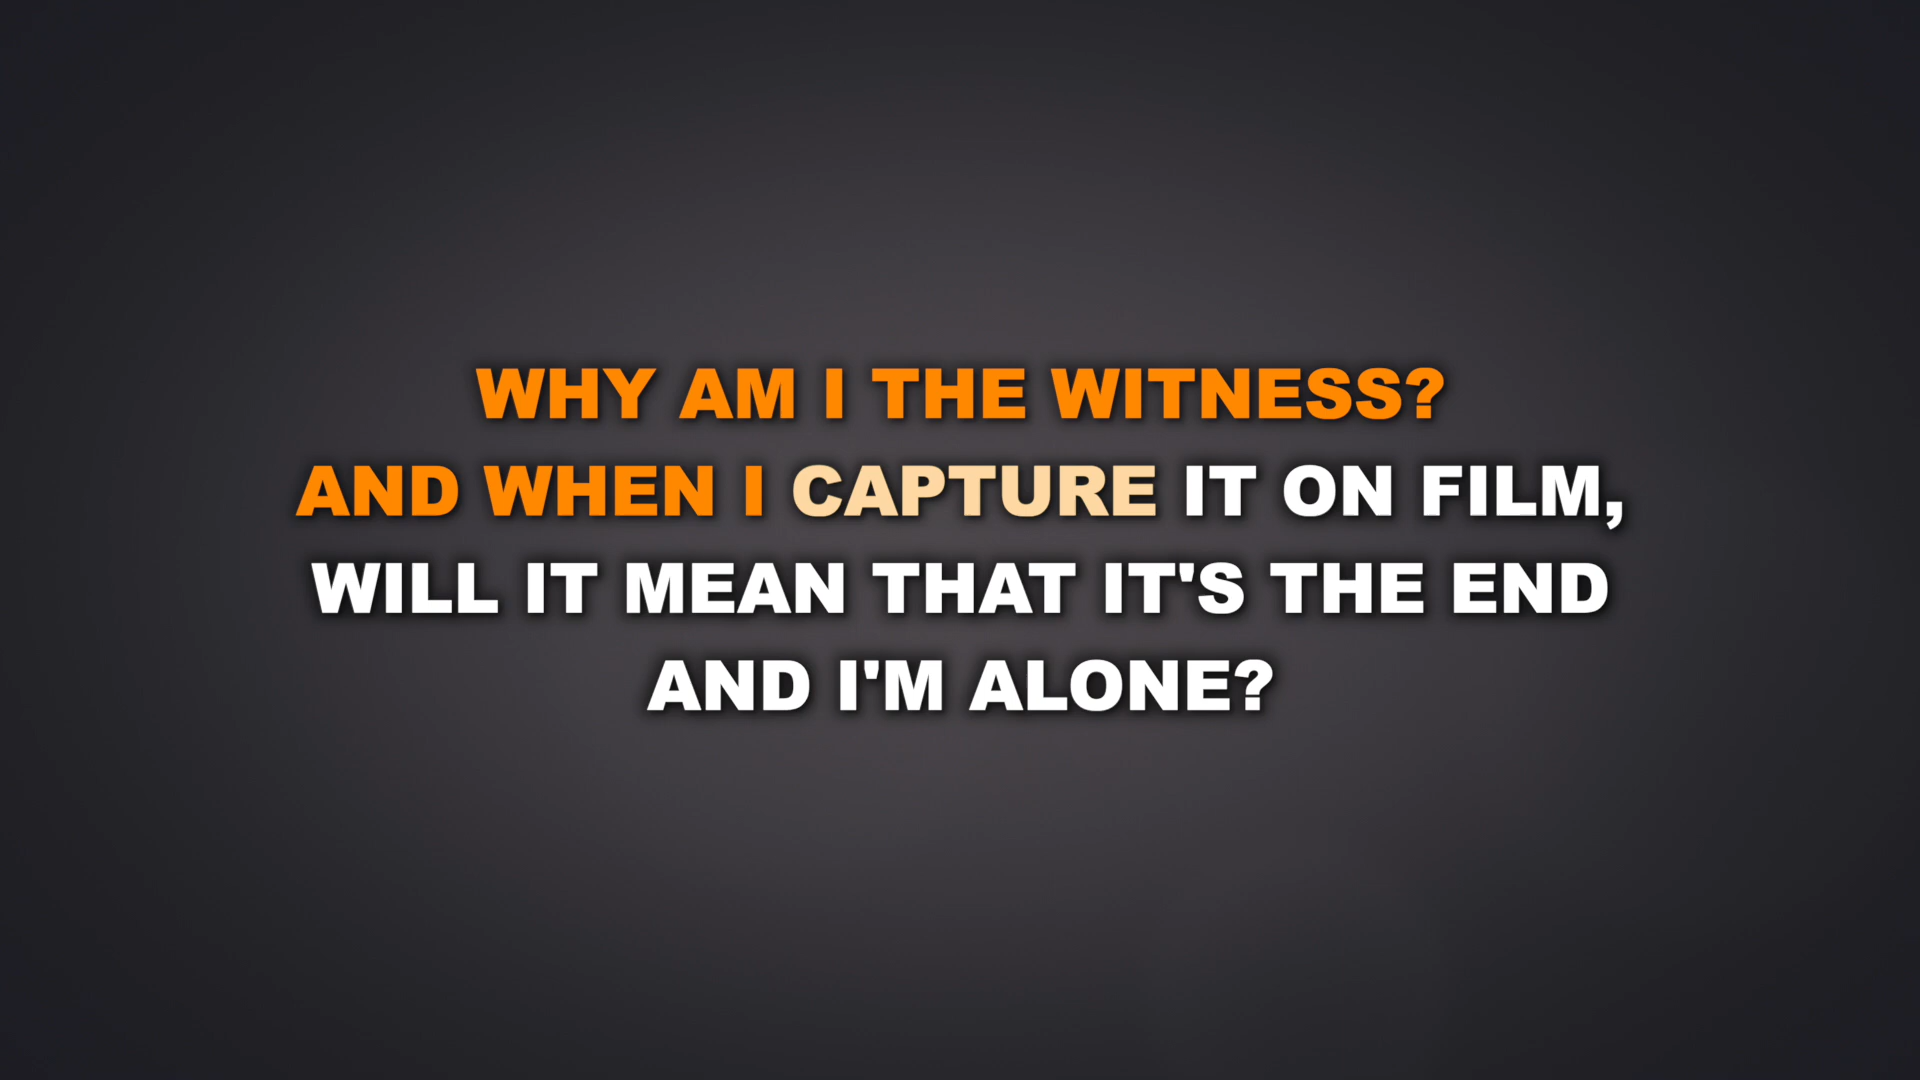 WHY AM I THE WITNESS?
AND WHEN I CAPTURE IT ON FILM,
WILL IT MEAN THAT IT'S THE END
AND I'M ALONE?